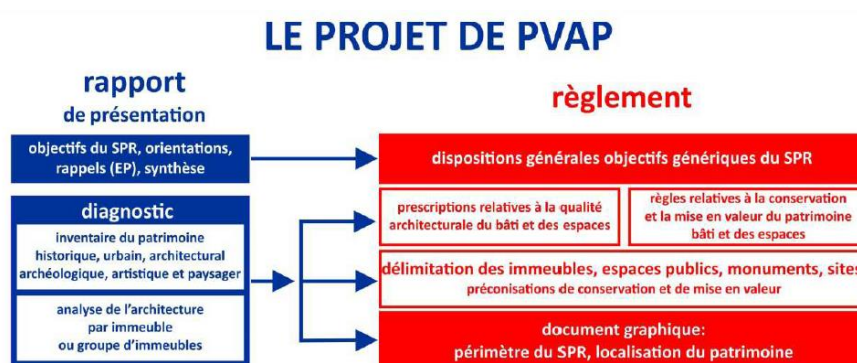 LE PROJET DE PVAP
rapport
de présentation
objectifs du SPR, orientations,
rappels (EP), synthèse
diagnostic
inventaire du patrimoine
historique, urbain, architectural
archéologique, artistique et paysager
analyse de l'architecture
par immeuble
ou groupe d'immeubles
règlement
dispositions générales objectifs génériques du SPR
prescriptions relatives à la qualité
architecturale du bâti et des espaces
règles relatives à la conservation
et la mise en valeur du patrimoine
bâti et des espaces
délimitation des immeubles, espaces publics, monuments, sites
préconisations de conservation et de mise en valeur
document graphique:
périmètre du SPR, localisation du patrimoine